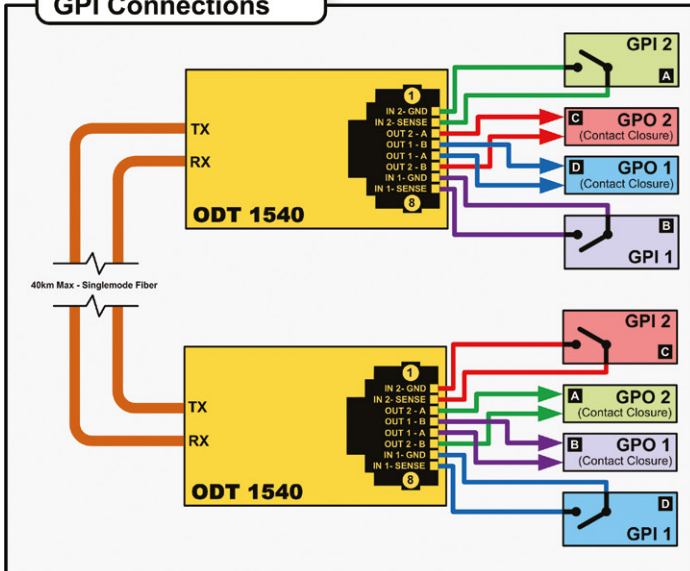 GPI Connections
TX
RX
1
IN 2- GND
IN 2- SENSE
OUT 2 - A
OUT 1 - B
OUT 1 - A
OUT 2 - B
IN 1- GND
IN 1- SENSE
8
ODT 1540
GPI 2
A
C GPO 2
(Contact Closure)
D GPO 1
(Contact Closure)
B
GPI 1
40km Max - Singlemode Fiber
TX
RX
1
IN 2- GND
IN 2- SENSE
OUT 2 - A
OUT 1 - B
OUT 1 - A
OUT 2 - B
IN 1- GND
IN 1- SENSE
8
ODT 1540
GPI 2
C
A GPO 2
(Contact Closure)
B GPO 1
(Contact Closure)
D
GPI 1